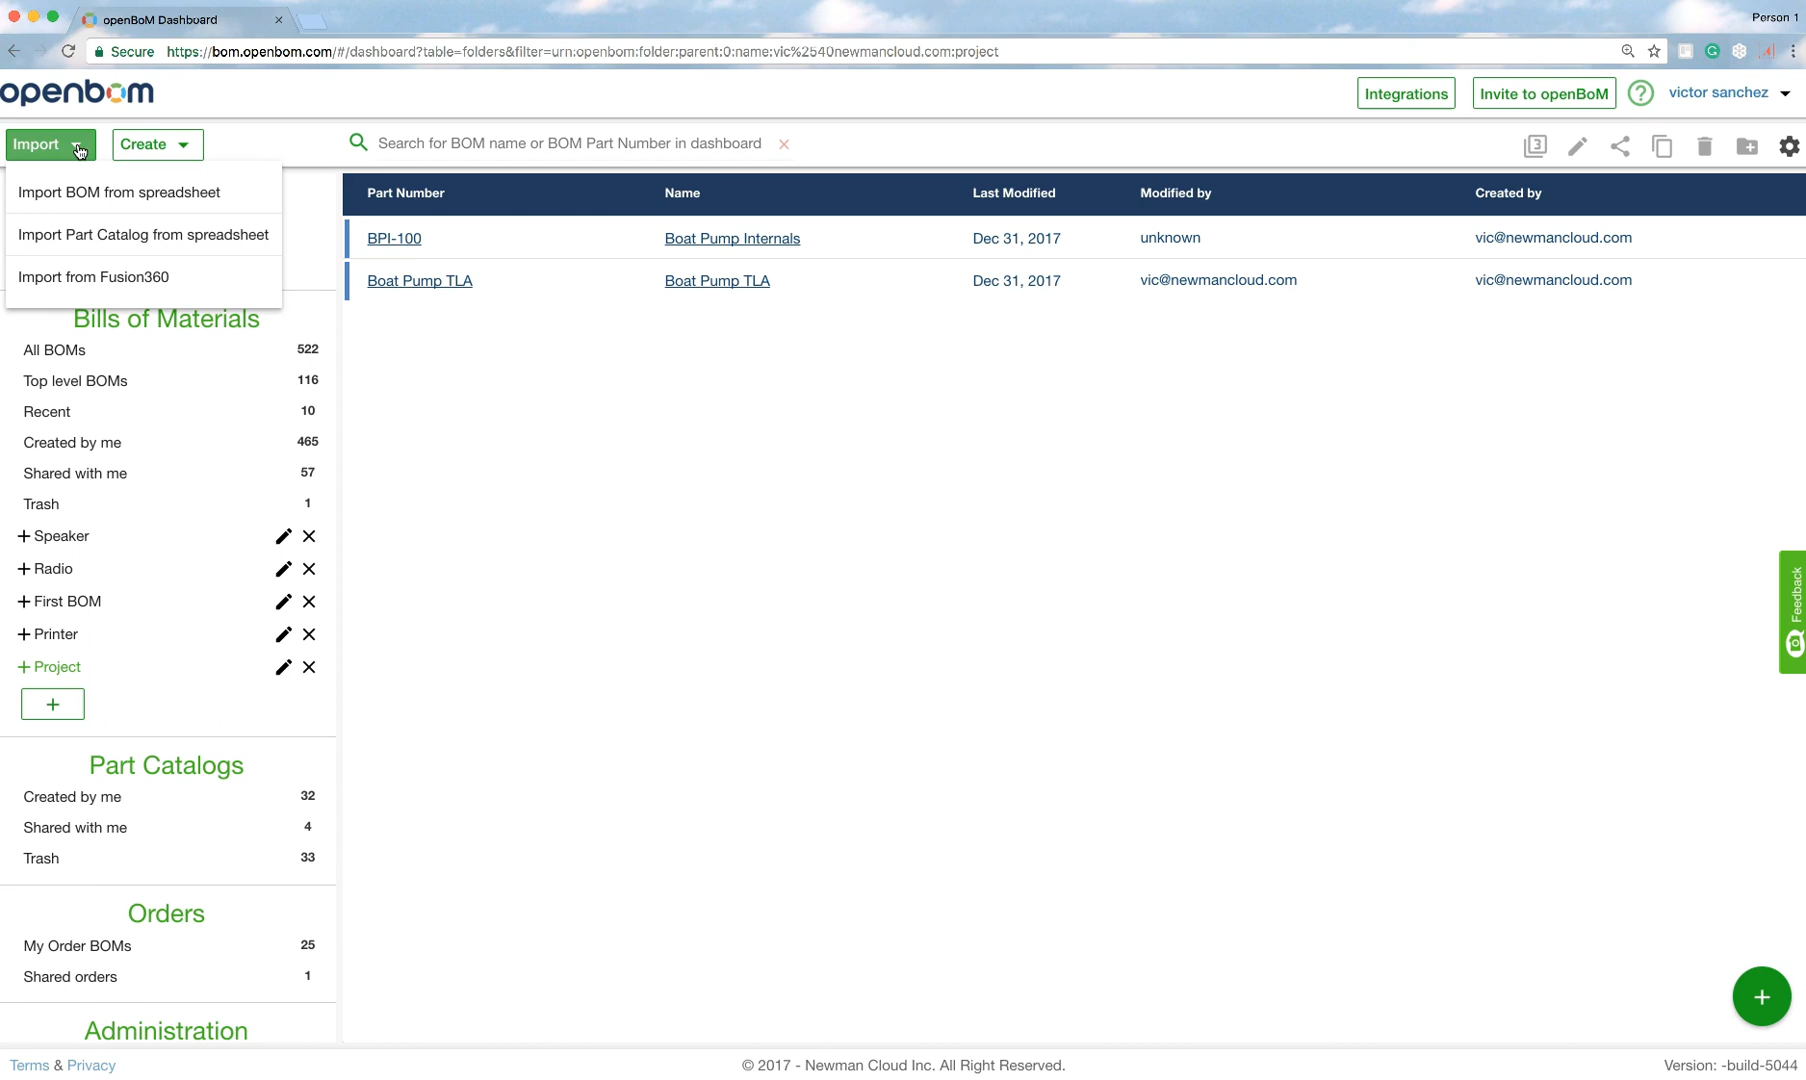 openBoM Dashboard
Person 1
Secure https://bom.openbom.com/#/dashboard?table=folders&filter=urn:openbom:folder:parent:0:name:vic%2540newmancloud.com:project
openbom
Integrations
Invite to openBoM
?
victor sanchez
Import
Create
Search for BOM name or BOM Part Number in dashboard
3
Import BOM from spreadsheet
Import Part Catalog from spreadsheet
Import from Fusion360
Part Number Name Last Modified Modified by Created by
BPI-100 Boat Pump Internals Dec 31, 2017 unknown vic@newmancloud.com
Boat Pump TLA Boat Pump TLA Dec 31, 2017 vic@newmancloud.com vic@newmancloud.com
Bills of Materials
All BOMs 522
Top level BOMs 116
Recent 10
Created by me 465
Shared with me 57
Trash 1
+ Speaker
+ Radio
+ First BOM
+ Printer
+ Project
+
Part Catalogs
Created by me 32
Shared with me 4
Trash 33
Orders
My Order BOMs 25
Shared orders 1
Administration
Feedback
+
Terms & Privacy
© 2017 - Newman Cloud Inc. All Right Reserved.
Version: -build-5044